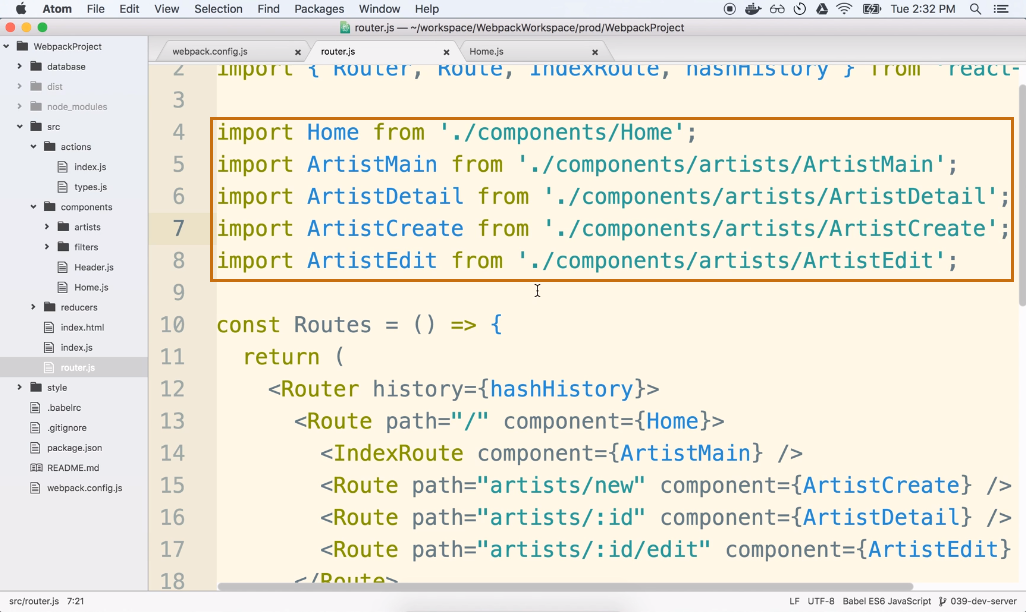 Atom File Edit View Selection Find Packages Window Help Tue 2:32 PM
router.js — ~/workspace/WebpackWorkspace/prod/WebpackProject
WebpackProject
database
dist
node_modules
src
actions
index.js
types.js
components
artists
filters
Header.js
Home.js
reducers
index.html
index.js
router.js
style
.babelrc
.gitignore
package.json
README.md
webpack.config.js
webpack.config.js router.js Home.js
2 import { Router, Route, IndexRoute, hashHistory } from 'react-
3
4 import Home from './components/Home';
5 import ArtistMain from './components/artists/ArtistMain';
6 import ArtistDetail from './components/artists/ArtistDetail';
7 import ArtistCreate from './components/artists/ArtistCreate';
8 import ArtistEdit from './components/artists/ArtistEdit';
9
10 const Routes = () => {
11 return (
12 <Router history={hashHistory}>
13 <Route path="/" component={Home}>
14 <IndexRoute component={ArtistMain} />
15 <Route path="artists/new" component={ArtistCreate} />
16 <Route path="artists/:id" component={ArtistDetail} />
17 <Route path="artists/:id/edit" component={ArtistEdit}
18 </Route>
src/router.js 7:21 LF UTF-8 Babel ES6 JavaScript 039-dev-server